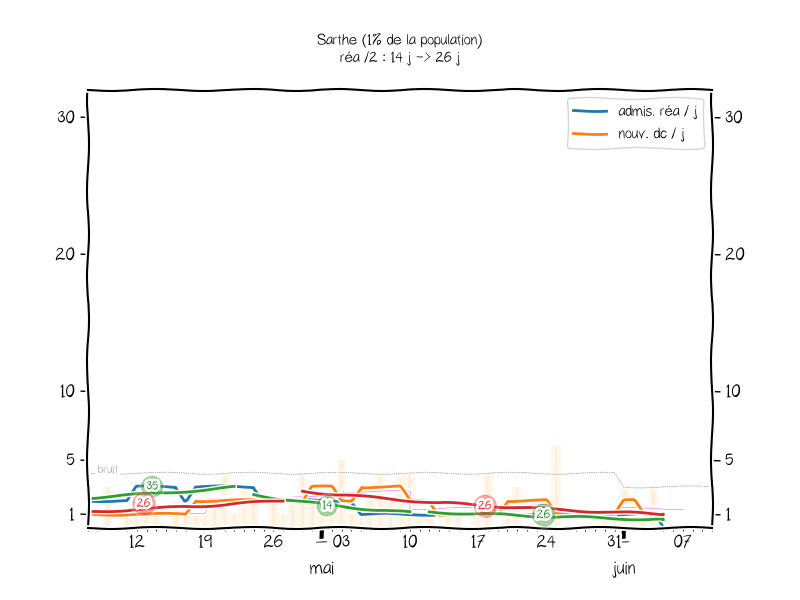 Sarthe (1% de la population)
réa /2 : 14 j -> 26 j
admis. réa / j
nouv. dc / j
30
30
20
20
10
10
5
5
bruit
35
26
14
26
26
1
1
12 19 26 03 10 17 24 31 07
mai juin